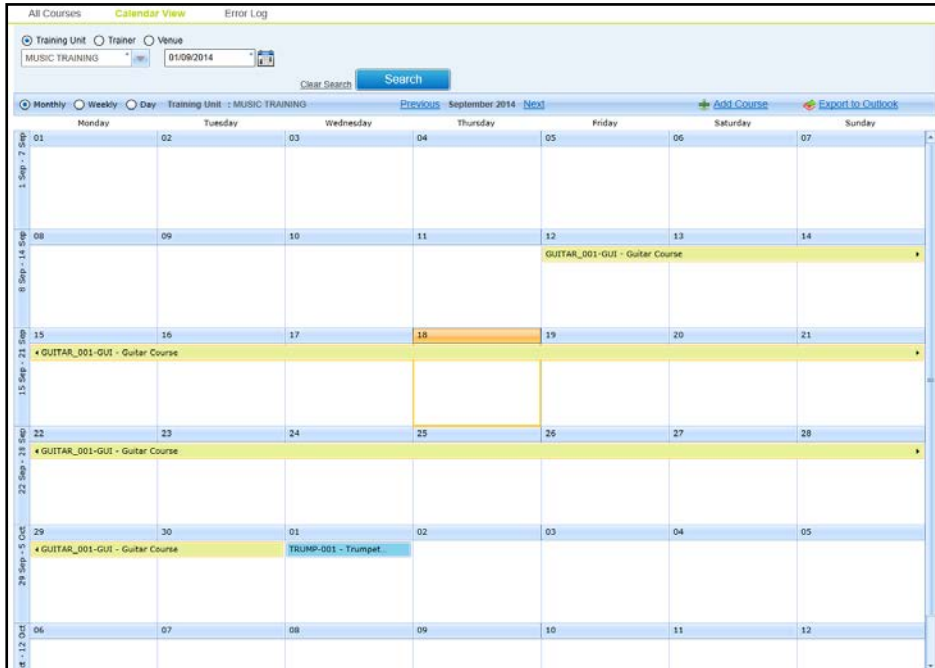 All Courses Calendar View Error Log
Training Unit Trainer Venue
MUSIC TRAINING 01/09/2014
Clear Search Search
Monthly Weekly Day Training Unit : MUSIC TRAINING Previous September 2014 Next Add Course Export to Outlook
Monday Tuesday Wednesday Thursday Friday Saturday Sunday
1 Sep - 7 Sep
01 02 03 04 05 06 07
8 Sep - 14 Sep
08 09 10 11 12 13 14
GUITAR_001-GUI - Guitar Course
15 Sep - 21 Sep
15 16 17 18 19 20 21
GUITAR_001-GUI - Guitar Course
22 Sep - 28 Sep
22 23 24 25 26 27 28
GUITAR_001-GUI - Guitar Course
29 Sep - 5 Oct
29 30 01 02 03 04 05
GUITAR_001-GUI - Guitar Course TRUMP-001 - Trumpet...
- 12 Oct
06 07 08 09 10 11 12